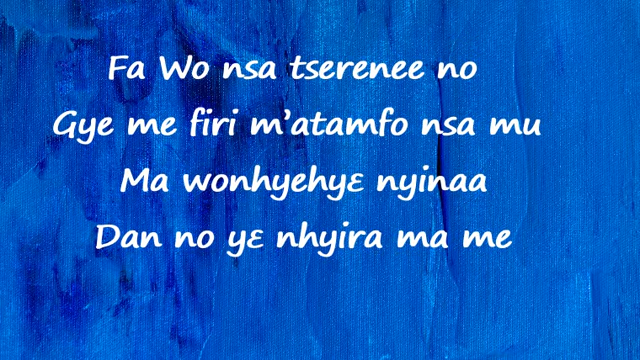 Fa Wo nsa tserenee no
Gye me firi m’atamfo nsa mu
Ma wonhyehyɛ nyinaa
Dan no yɛ nhyira ma me